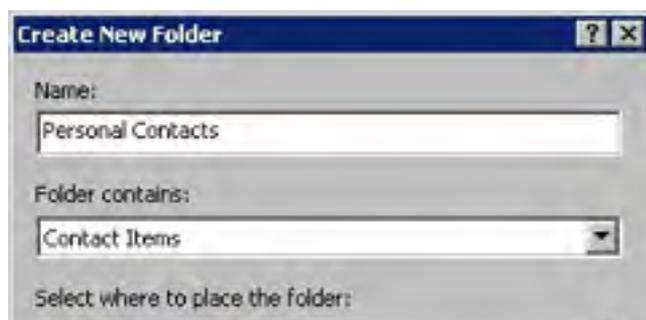 Create New Folder
Name:
Personal Contacts
Folder contains:
Contact Items
Select where to place the folder: